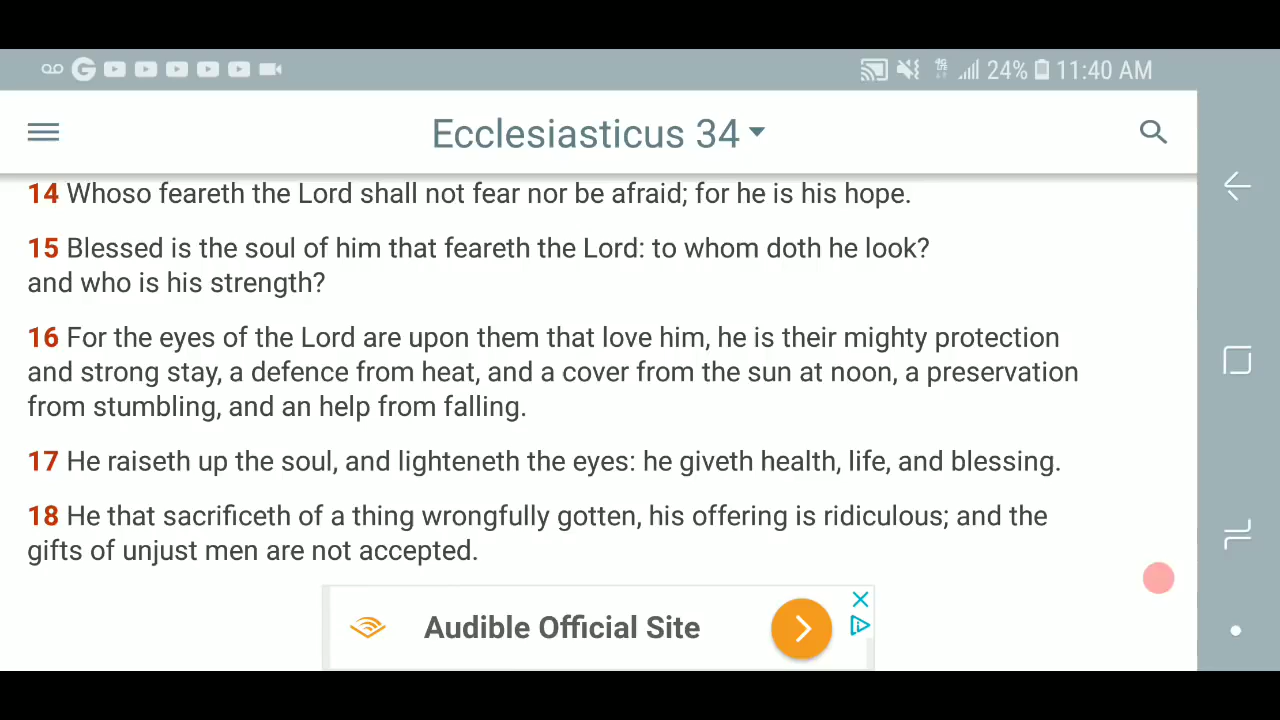 24% 11:40 AM
Ecclesiasticus 34
14 Whoso feareth the Lord shall not fear nor be afraid; for he is his hope.
15 Blessed is the soul of him that feareth the Lord: to whom doth he look?
and who is his strength?
16 For the eyes of the Lord are upon them that love him, he is their mighty protection
and strong stay, a defence from heat, and a cover from the sun at noon, a preservation
from stumbling, and an help from falling.
17 He raiseth up the soul, and lighteneth the eyes: he giveth health, life, and blessing.
18 He that sacrificeth of a thing wrongfully gotten, his offering is ridiculous; and the
gifts of unjust men are not accepted.
Audible Official Site